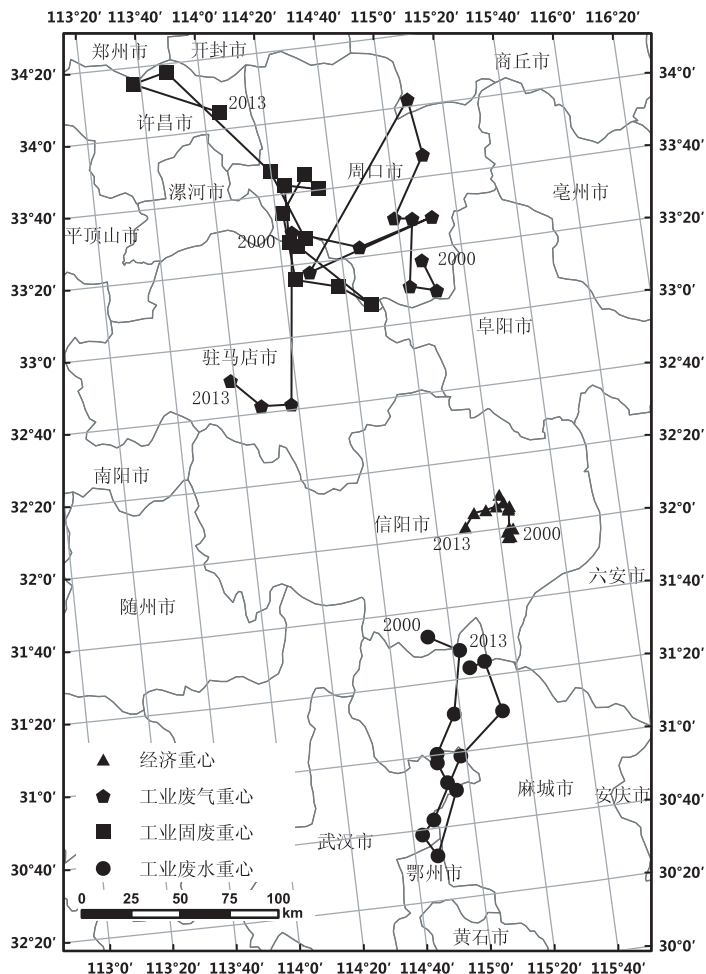 113°20′ 113°40′ 114°0′ 114°20′ 114°40′ 115°0′ 115°20′ 115°40′ 116°0′ 116°20′
郑州市 开封市 商丘市
34°20′ 34°0′
2013
许昌市
34°0′ 33°40′
周口市
漯河市 亳州市
33°40′ 33°20′
平顶山市
2000
2000
33°20′ 33°0′
阜阳市
驻马店市
33°0′ 32°40′
2013
32°40′ 32°20′
南阳市
32°20′ 32°0′
信阳市
2000
2013
32°0′ 31°40′
六安市
随州市
2000
31°40′ 2013 31°20′
31°20′ 31°0′
经济重心
麻城市
工业废气重心
安庆市
31°0′ 30°40′
工业固废重心
武汉市
工业废水重心
鄂州市
30°40′ 30°20′
0 25 50 75 100
km
黄石市
32°20′ 30°0′
113°0′ 113°20′ 113°40′ 114°0′ 114°20′ 114°40′ 115°0′ 115°20′ 115°40′